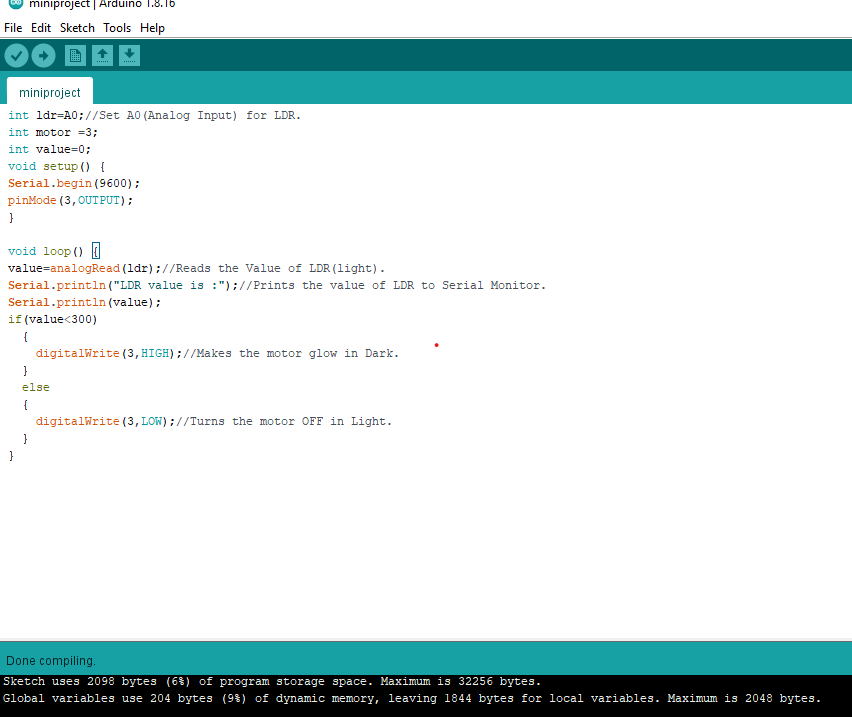 miniproject | Arduino 1.8.16
File Edit Sketch Tools Help
miniproject
int ldr=A0;//Set A0(Analog Input) for LDR.
int motor =3;
int value=0;
void setup() {
Serial.begin(9600);
pinMode(3,OUTPUT);
}
void loop() {
value=analogRead(ldr);//Reads the Value of LDR(light).
Serial.println("LDR value is :");//Prints the value of LDR to Serial Monitor.
Serial.println(value);
if(value<300)
{
digitalWrite(3,HIGH);//Makes the motor glow in Dark.
}
else
{
digitalWrite(3,LOW);//Turns the motor OFF in Light.
}
}
Done compiling.
Sketch uses 2098 bytes (6%) of program storage space. Maximum is 32256 bytes.
Global variables use 204 bytes (9%) of dynamic memory, leaving 1844 bytes for local variables. Maximum is 2048 bytes.